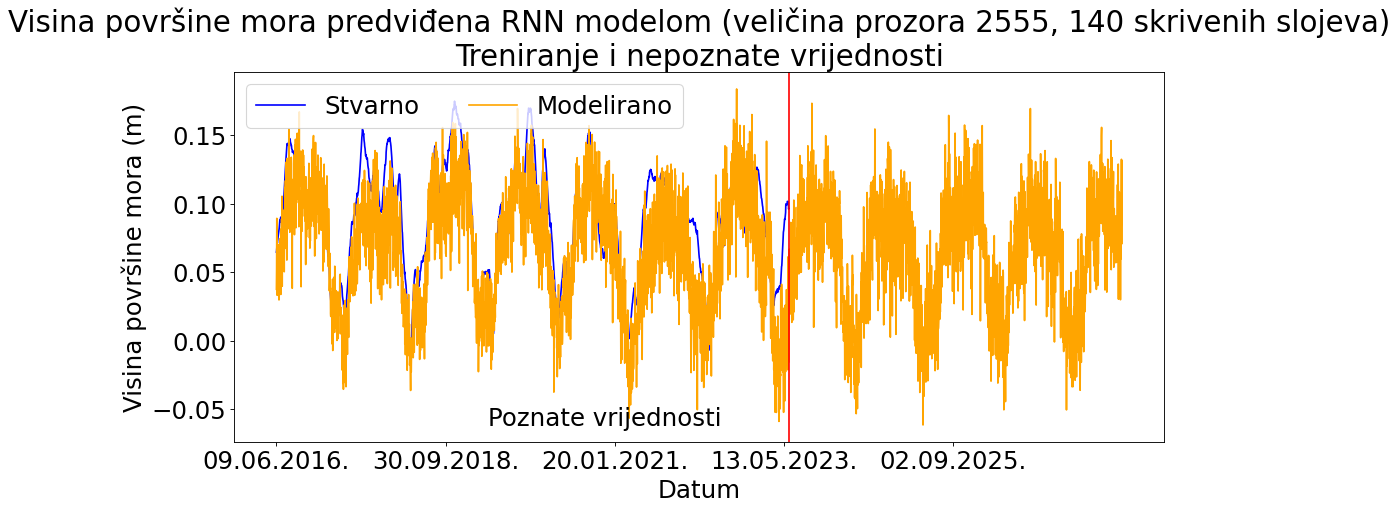 Visina površine mora predviđena RNN modelom (veličina prozora 2555, 140 skrivenih slojeva)
Treniranje i nepoznate vrijednosti
Stvarno Modelirano
Visina površine mora (m)
0.15
0.10
0.05
0.00
−0.05
Poznate vrijednosti
09.06.2016. 30.09.2018. 20.01.2021. 13.05.2023. 02.09.2025.
Datum